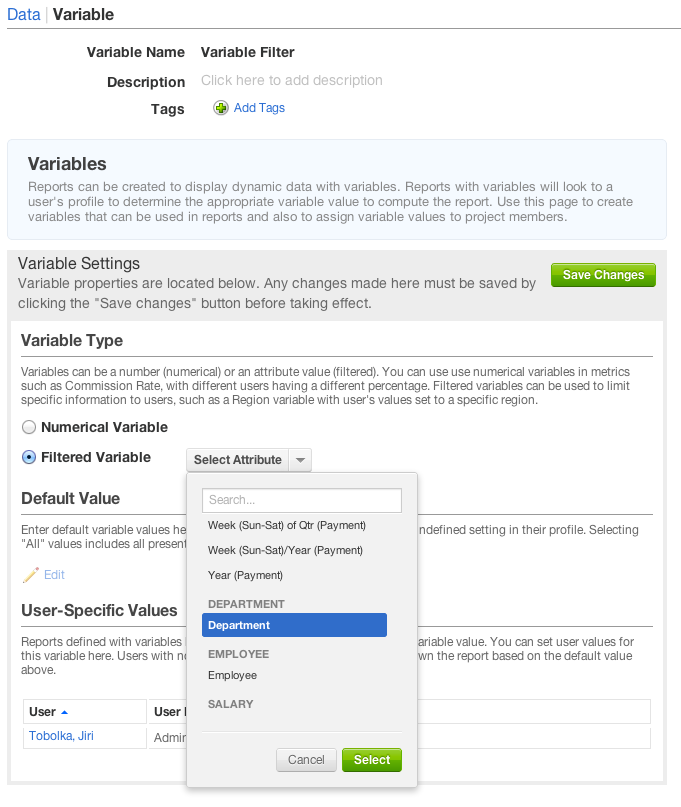 Data | Variable
Variable Name Variable Filter
Description Click here to add description
Tags Add Tags
Variables
Reports can be created to display dynamic data with variables. Reports with variables will look to a
user's profile to determine the appropriate variable value to compute the report. Use this page to create
variables that can be used in reports and also to assign variable values to project members.
Variable Settings
Variable properties are located below. Any changes made here must be saved by
clicking the "Save changes" button before taking effect.
Save Changes
Variable Type
Variables can be a number (numerical) or an attribute value (filtered). You can use use numerical variables in metrics
such as Commission Rate, with different users having a different percentage. Filtered variables can be used to limit
specific information to users, such as a Region variable with user's values set to a specific region.
Numerical Variable
Filtered Variable Select Attribute
Search...
Week (Sun-Sat) of Qtr (Payment)
Week (Sun-Sat)/Year (Payment)
Year (Payment)
DEPARTMENT
Department
EMPLOYEE
Employee
SALARY
Cancel Select
Default Value
Enter default variable values he ndefined setting in their profile. Selecting
"All" values includes all present
Edit
User-Specific Values
Reports defined with variables ariable value. You can set user values for
this variable here. Users with no wn the report based on the default value
above.
User User
Tobolka, Jiri Admin